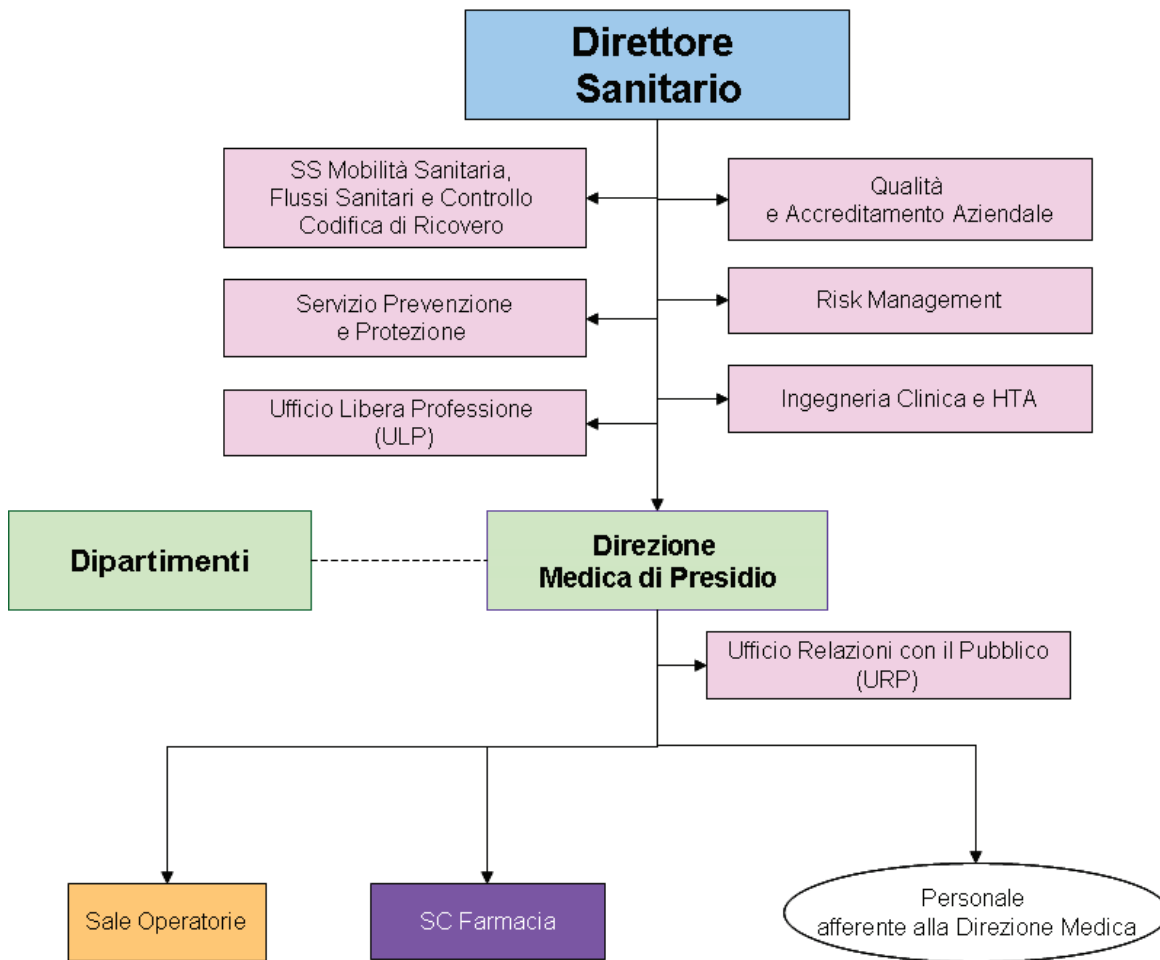 Direttore
Sanitario
SS Mobilità Sanitaria,
Flussi Sanitari e Controllo
Codifica di Ricovero
Qualità
e Accreditamento Aziendale
Servizio Prevenzione
e Protezione
Risk Management
Ufficio Libera Professione
(ULP)
Ingegneria Clinica e HTA
Dipartimenti
Direzione
Medica di Presidio
Ufficio Relazioni con il Pubblico
(URP)
Sale Operatorie
SC Farmacia
Personale
afferente alla Direzione Medica